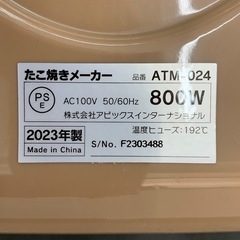 たこ焼きメーカー 品番 ATM-024
PS
E
AC100V 50/60Hz 800W
株式会社アピックスインターナショナル
2023年製 温度ヒューズ:192℃
Made in China S/No. F2303488